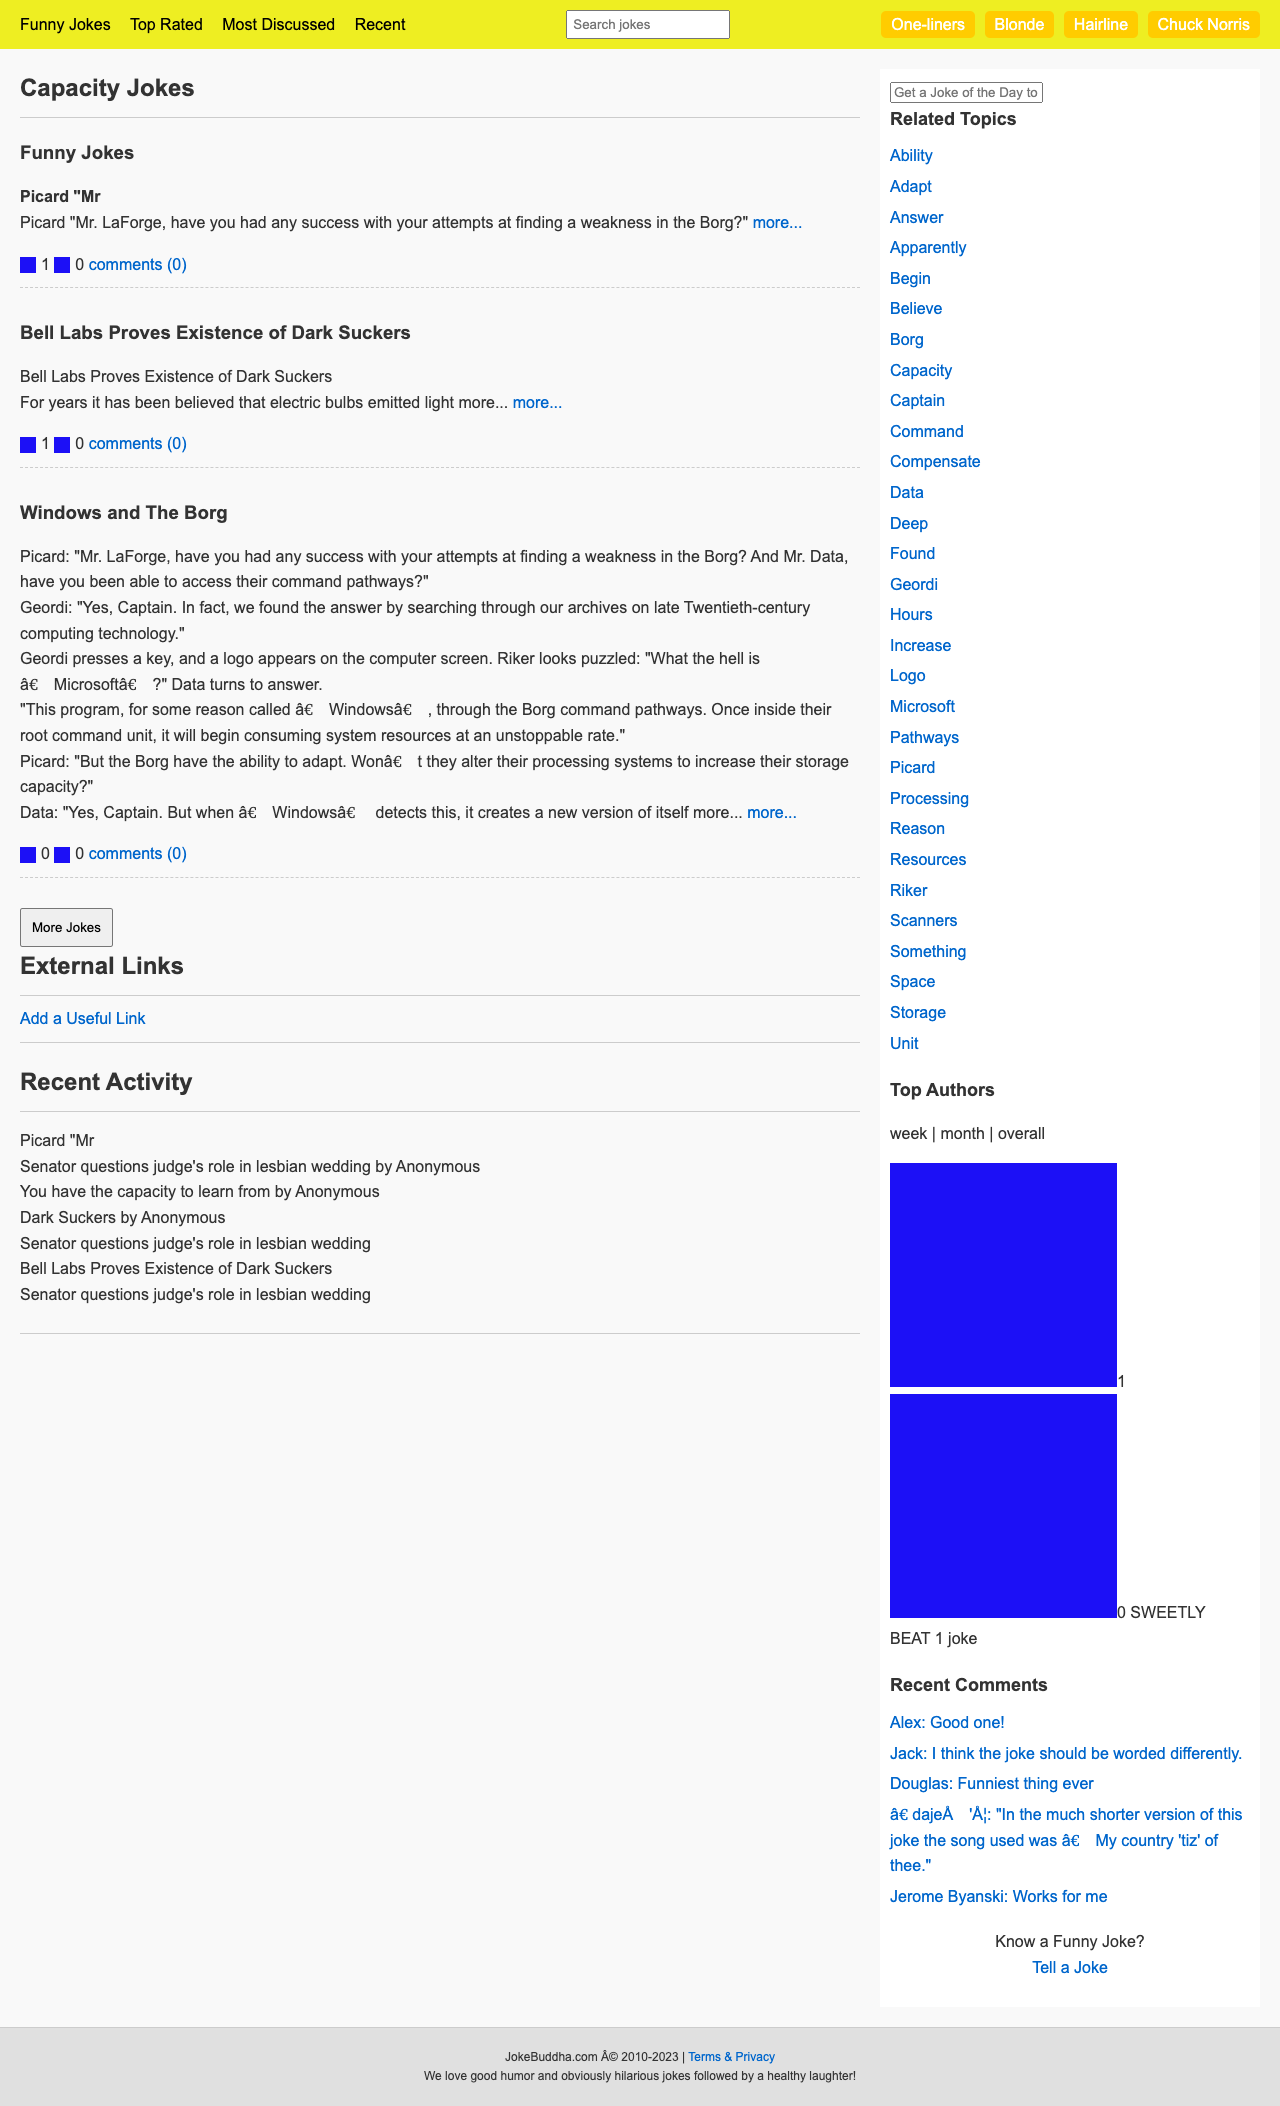 Funny Jokes Top Rated Most Discussed Recent
Search jokes
One-liners Blonde Hairline Chuck Norris
Capacity Jokes
Funny Jokes
Picard "Mr
Picard "Mr. LaForge, have you had any success with your attempts at finding a weakness in the Borg?" more...
1 0 comments (0)
Bell Labs Proves Existence of Dark Suckers
Bell Labs Proves Existence of Dark Suckers
For years it has been believed that electric bulbs emitted light more... more...
1 0 comments (0)
Windows and The Borg
Picard: "Mr. LaForge, have you had any success with your attempts at finding a weakness in the Borg? And Mr. Data,
have you been able to access their command pathways?"
Geordi: "Yes, Captain. In fact, we found the answer by searching through our archives on late Twentieth-century
computing technology."
Geordi presses a key, and a logo appears on the computer screen. Riker looks puzzled: "What the hell is
â€ Microsoftâ€ ?" Data turns to answer.
"This program, for some reason called â€ Windowsâ€ , through the Borg command pathways. Once inside their
root command unit, it will begin consuming system resources at an unstoppable rate."
Picard: "But the Borg have the ability to adapt. Wonâ€ t they alter their processing systems to increase their storage
capacity?"
Data: "Yes, Captain. But when â€ Windowsâ€ detects this, it creates a new version of itself more... more...
0 0 comments (0)
More Jokes
External Links
Add a Useful Link
Recent Activity
Picard "Mr
Senator questions judge's role in lesbian wedding by Anonymous
You have the capacity to learn from by Anonymous
Dark Suckers by Anonymous
Senator questions judge's role in lesbian wedding
Bell Labs Proves Existence of Dark Suckers
Senator questions judge's role in lesbian wedding
Get a Joke of the Day to
Related Topics
Ability
Adapt
Answer
Apparently
Begin
Believe
Borg
Capacity
Captain
Command
Compensate
Data
Deep
Found
Geordi
Hours
Increase
Logo
Microsoft
Pathways
Picard
Processing
Reason
Resources
Riker
Scanners
Something
Space
Storage
Unit
Top Authors
week | month | overall
1
0 SWEETLY
BEAT 1 joke
Recent Comments
Alex: Good one!
Jack: I think the joke should be worded differently.
Douglas: Funniest thing ever
â€ dajeÅ 'Å¦: "In the much shorter version of this
joke the song used was â€ My country 'tiz' of
thee."
Jerome Byanski: Works for me
Know a Funny Joke?
Tell a Joke
JokeBuddha.com Â© 2010-2023 | Terms & Privacy
We love good humor and obviously hilarious jokes followed by a healthy laughter!